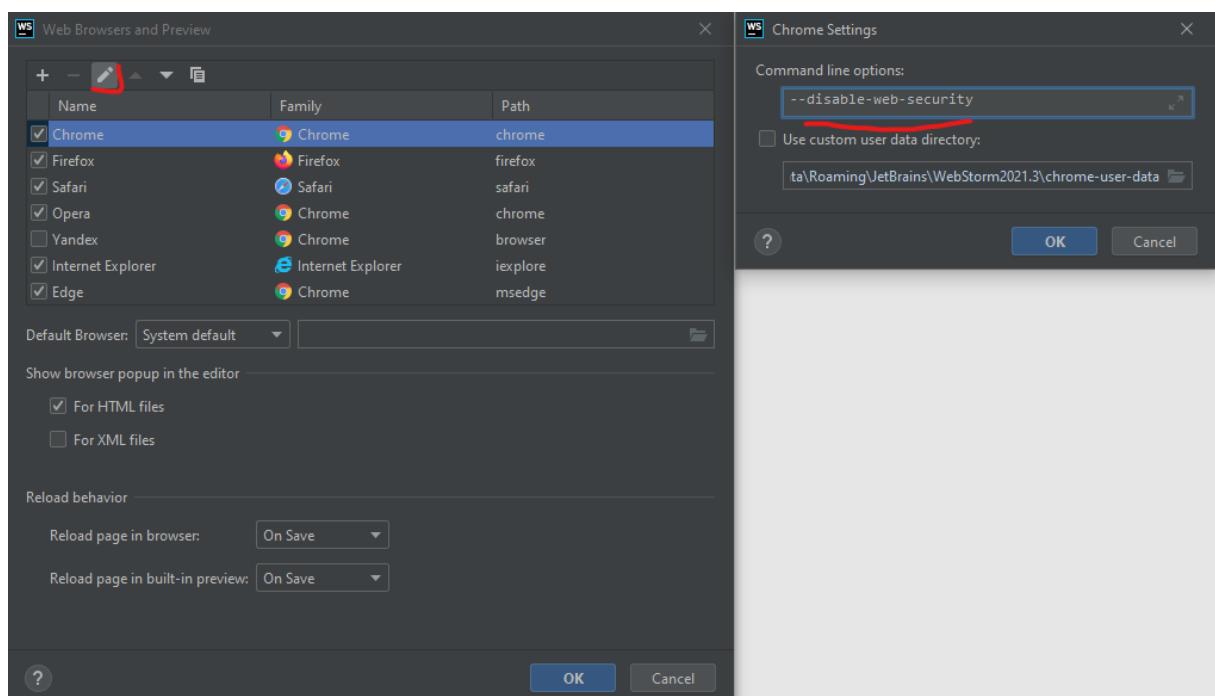 WS Web Browsers and Preview
Name Family Path
Chrome Chrome chrome
Firefox Firefox firefox
Safari Safari safari
Opera Chrome chrome
Yandex Chrome browser
Internet Explorer Internet Explorer iexplore
Edge Chrome msedge
Default Browser: System default
Show browser popup in the editor
For HTML files
For XML files
Reload behavior
Reload page in browser: On Save
Reload page in built-in preview: On Save
? OK Cancel
WS Chrome Settings
Command line options:
--disable-web-security
Use custom user data directory:
ta\Roaming\JetBrains\WebStorm2021.3\chrome-user-data
? OK Cancel